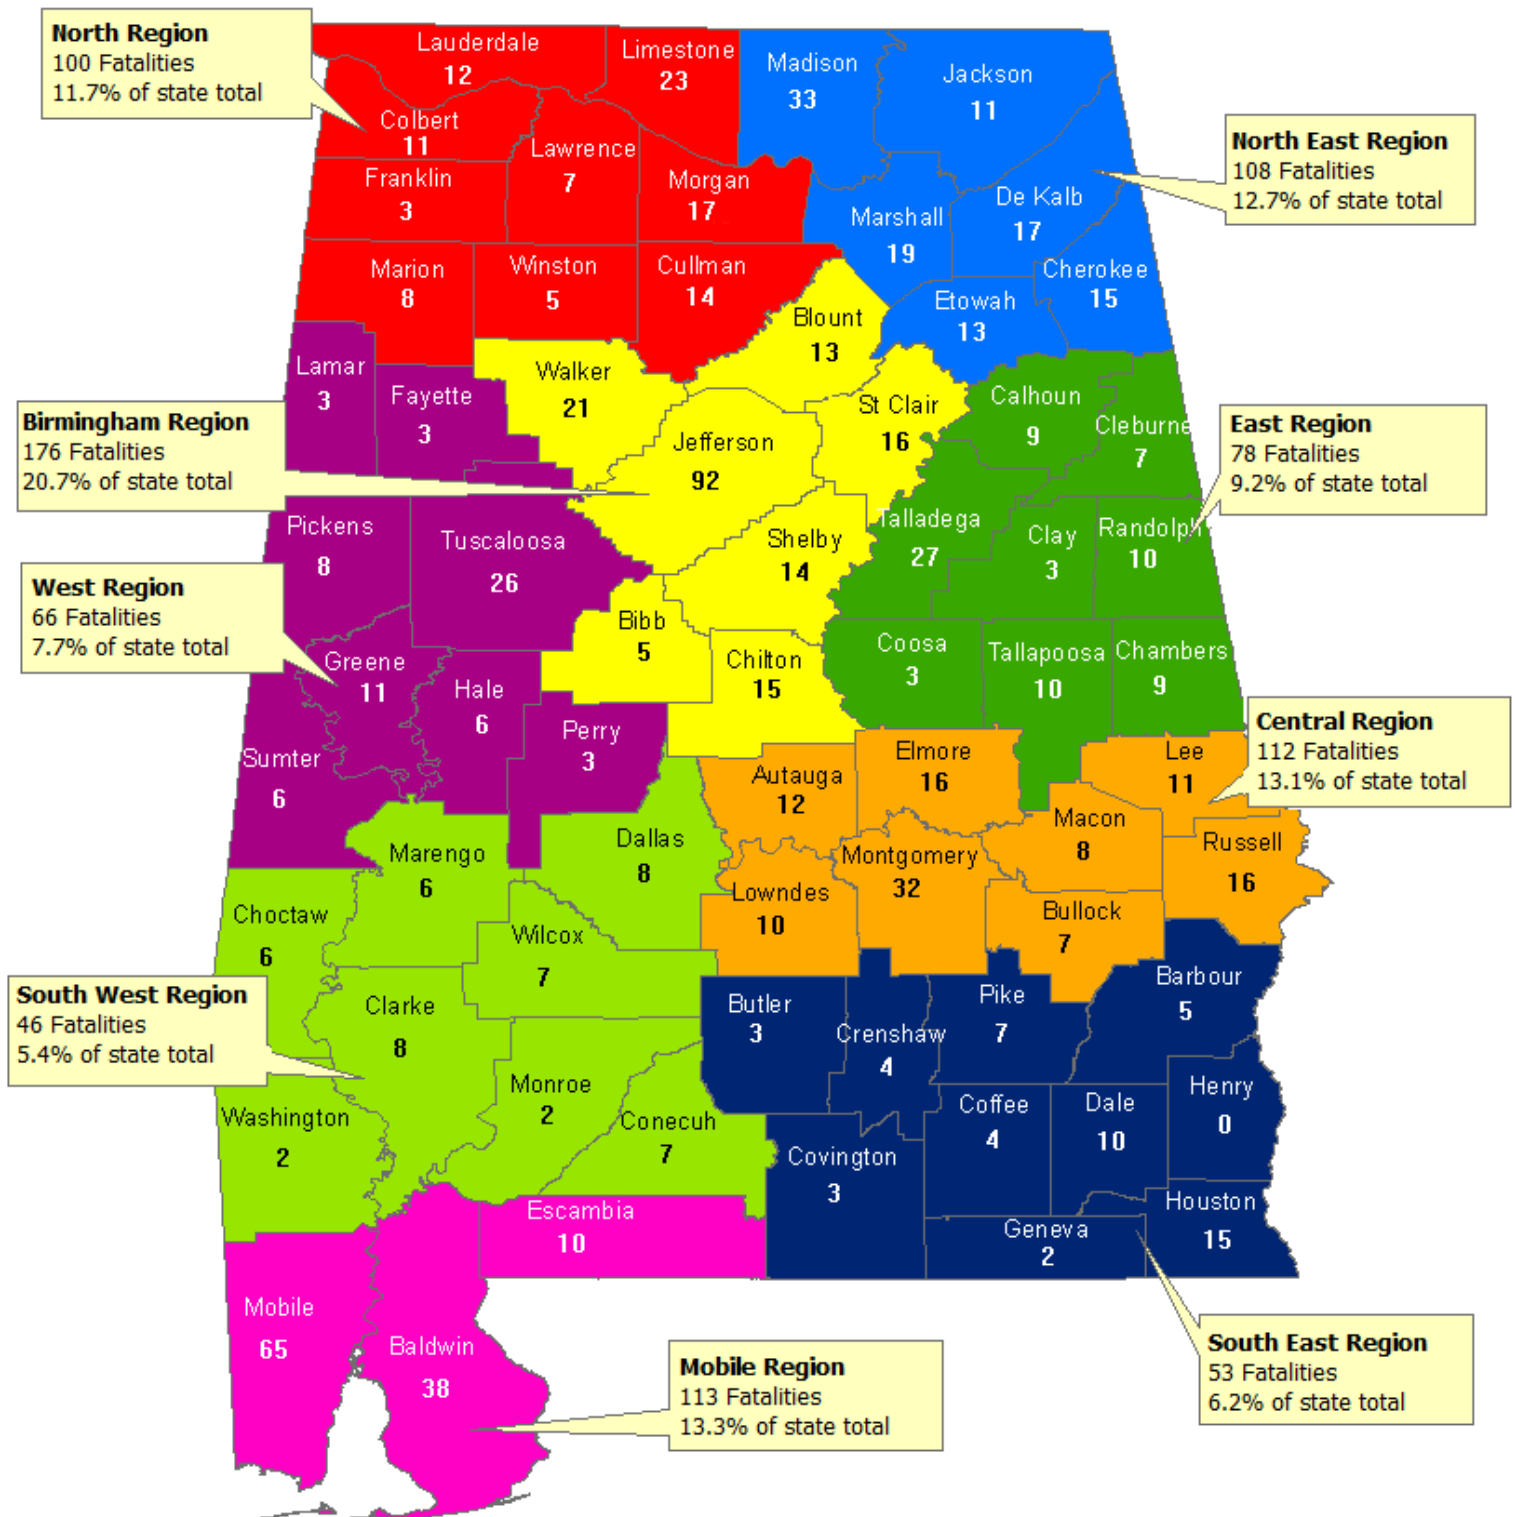 North Region
100 Fatalities
11.7% of state total
Lauderdale
12
Limestone
23
Madison
33
Jackson
11
Colbert
11
Lawrence
7
Franklin
3
Morgan
17
North East Region
108 Fatalities
12.7% of state total
Marshall
19
De Kalb
17
Cherokee
15
Etowah
13
Marion
8
Winston
5
Cullman
14
Blount
13
Lamar
3
Fayette
3
Walker
21
St Clair
16
Calhoun
9
Cleburne
7
Birmingham Region
176 Fatalities
20.7% of state total
Jefferson
92
East Region
78 Fatalities
9.2% of state total
Pickens
8
Tuscaloosa
26
Shelby
14
Talladega
27
Clay
3
Randolph
10
West Region
66 Fatalities
7.7% of state total
Greene
11
Hale
6
Bibb
5
Chilton
15
Coosa
3
Tallapoosa
10
Chambers
9
Sumter
6
Perry
3
Central Region
112 Fatalities
13.1% of state total
Autauga
12
Elmore
16
Lee
11
Macon
8
Russell
16
Marengo
6
Dallas
8
Lowndes
10
Montgomery
32
Bullock
7
Choctaw
6
Wilcox
7
South West Region
46 Fatalities
5.4% of state total
Clarke
8
Butler
3
Crenshaw
4
Pike
7
Barbour
5
Washington
2
Monroe
2
Conecuh
7
Covington
3
Coffee
4
Dale
10
Henry
0
Escambia
10
Geneva
2
Houston
15
Mobile
65
Baldwin
38
Mobile Region
113 Fatalities
13.3% of state total
South East Region
53 Fatalities
6.2% of state total